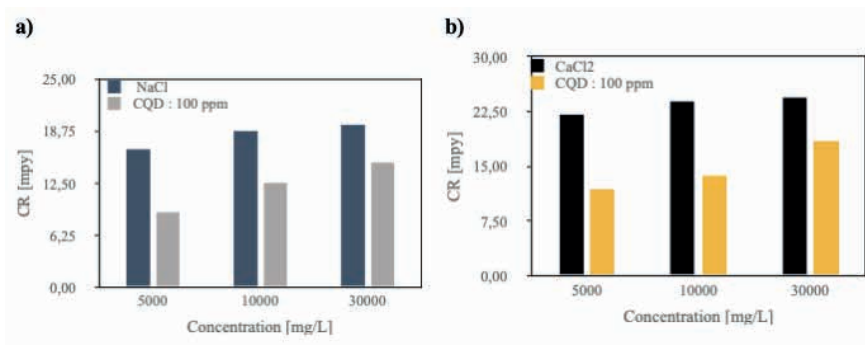 a)
25,00
NaCl
CQD : 100 ppm
18,75
12,50
6,25
0,00
CR [mpy]
5000 10000 30000
Concentration [mg/L]
b)
30,00
CaCl2
CQD : 100 ppm
22,50
15,00
7,50
0,00
CR [mpy]
5000 10000 30000
Concentration [mg/L]